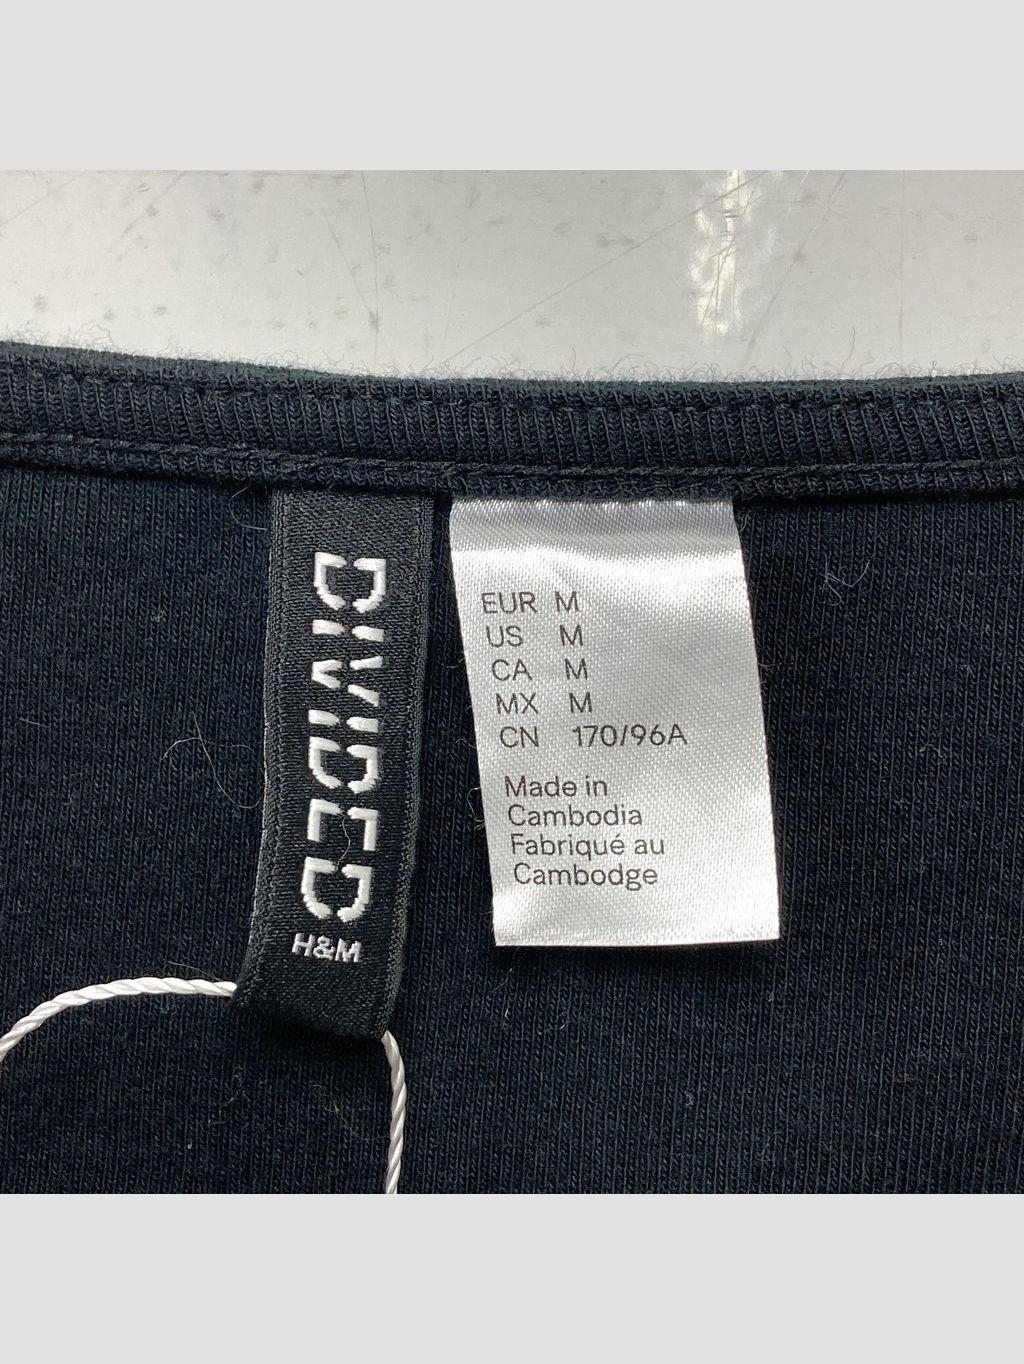 DIVIDED
H&M
EUR M
US M
CA M
MX M
CN 170/96A
Made in
Cambodia
Fabriqué au
Cambodge